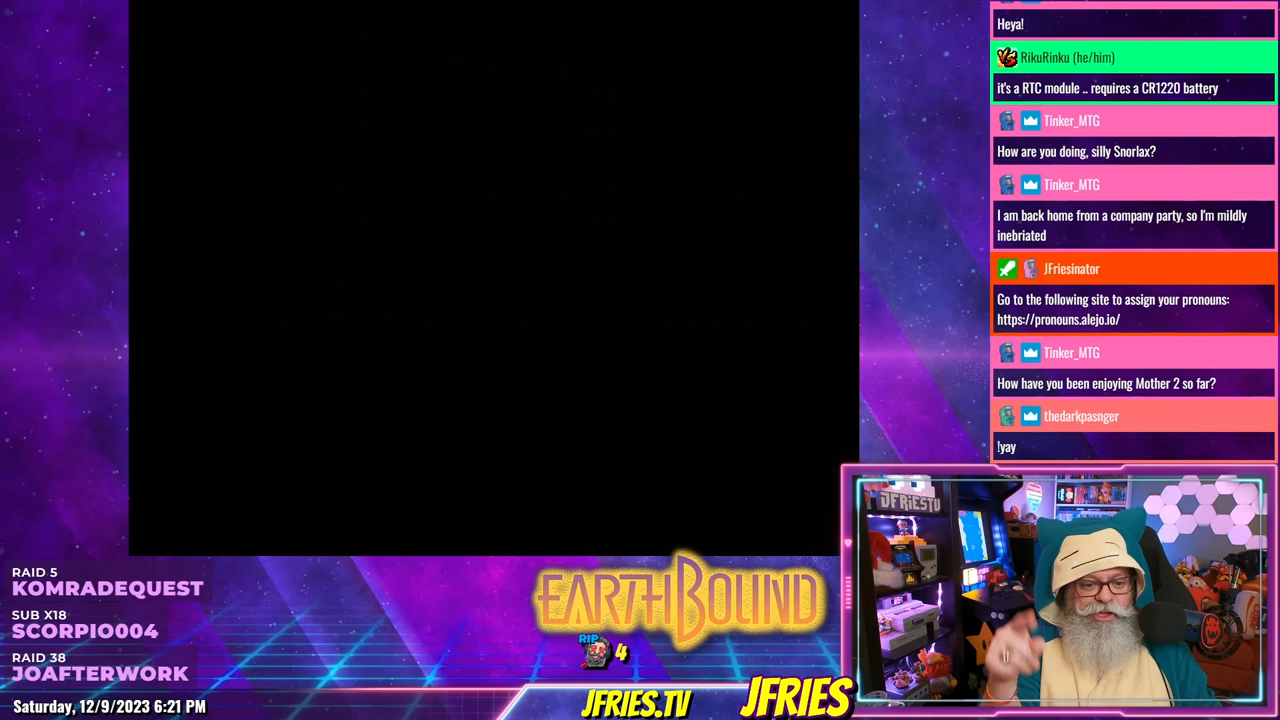 Heya!
RikuRinku (he/him)
it's a RTC module .. requires a CR1220 battery
Tinker_MTG
How are you doing, silly Snorlax?
Tinker_MTG
I am back home from a company party, so I'm mildly
inebriated
JFriesinator
Go to the following site to assign your pronouns:
https://pronouns.alejo.io/
Tinker_MTG
How have you been enjoying Mother 2 so far?
thedarkpasnger
!yay
JFRIESTV
RAID 5
KOMRADEQUEST
SUB X18
SCORPIO004
RAID 38
JOAFTERWORK
Saturday, 12/9/2023 6:21 PM
EARTHBOUND
RIP
4
JFRIES.TV
JFRIES